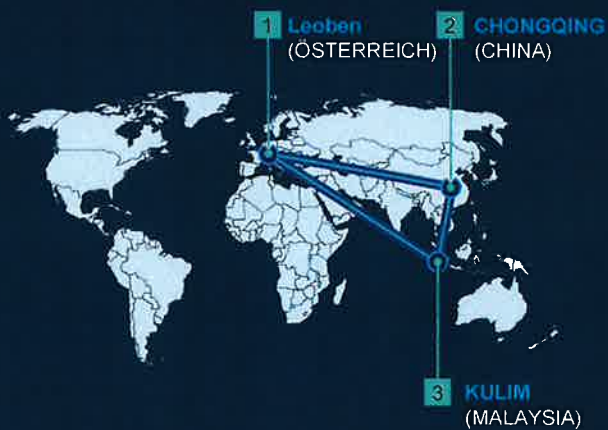 1 Leoben
(ÖSTERREICH)
2 CHONGQING
(CHINA)
3 KULIM
(MALAYSIA)